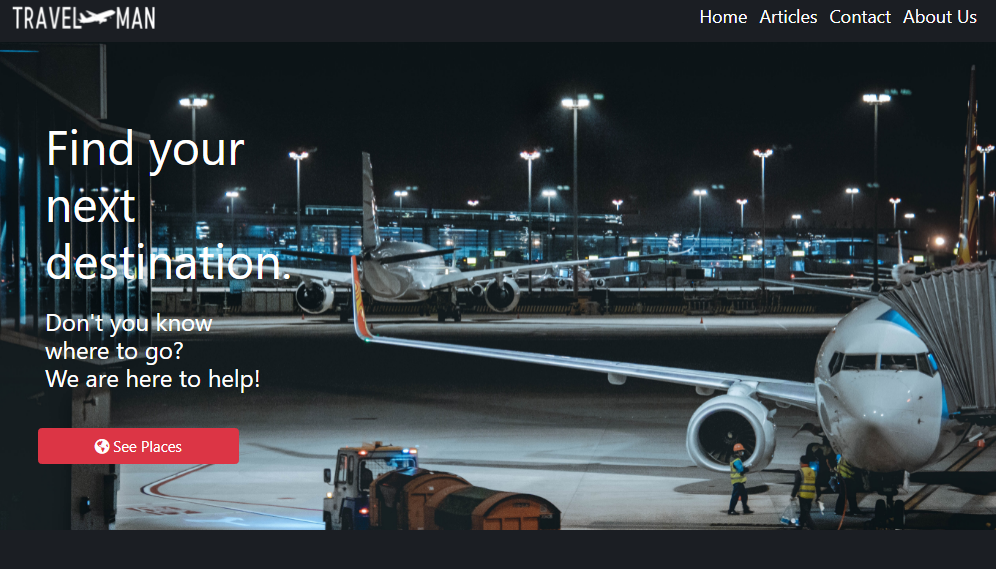 TRAVEL MAN
Home Articles Contact About Us
Find your
next
destination.
Don't you know
where to go?
We are here to help!
See Places